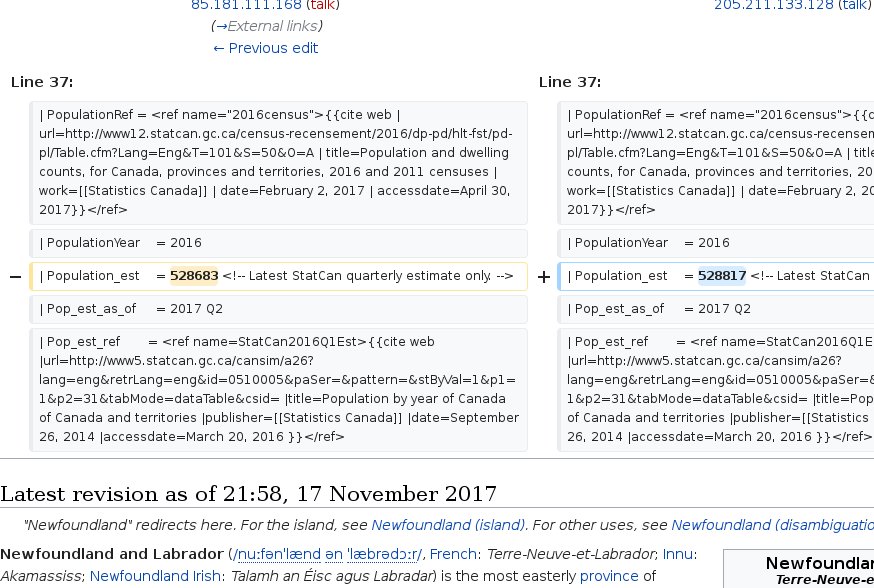 85.181.111.168 (talk)
205.211.133.128 (talk)
(→External links)
← Previous edit
Line 37:
| PopulationRef = <ref name="2016census">{{cite web |
url=http://www12.statcan.gc.ca/census-recensement/2016/dp-pd/hlt-fst/pd-
pl/Table.cfm?Lang=Eng&T=101&S=50&O=A | title=Population and dwelling
counts, for Canada, provinces and territories, 2016 and 2011 censuses |
work=[[Statistics Canada]] | date=February 2, 2017 | accessdate=April 30,
2017}}</ref>
| PopulationYear = 2016
− | Population_est = 528683 <!-- Latest StatCan quarterly estimate only. -->
| Pop_est_as_of = 2017 Q2
| Pop_est_ref = <ref name=StatCan2016Q1Est>{{cite web
|url=http://www5.statcan.gc.ca/cansim/a26?
lang=eng&retrLang=eng&id=0510005&paSer=&pattern=&stByVal=1&p1=
1&p2=31&tabMode=dataTable&csid= |title=Population by year of Canada
of Canada and territories |publisher=[[Statistics Canada]] |date=September
26, 2014 |accessdate=March 20, 2016 }}</ref>
Line 37:
| PopulationRef = <ref name="2016census">{{c
url=http://www12.statcan.gc.ca/census-recensem
pl/Table.cfm?Lang=Eng&T=101&S=50&O=A | title
counts, for Canada, provinces and territories, 20
work=[[Statistics Canada]] | date=February 2, 20
2017}}</ref>
| PopulationYear = 2016
+ | Population_est = 528817 <!-- Latest StatCan
| Pop_est_as_of = 2017 Q2
| Pop_est_ref = <ref name=StatCan2016Q1E
|url=http://www5.statcan.gc.ca/cansim/a26?
lang=eng&retrLang=eng&id=0510005&paSer=&
1&p2=31&tabMode=dataTable&csid= |title=Pop
of Canada and territories |publisher=[[Statistics
26, 2014 |accessdate=March 20, 2016 }}</ref>
Latest revision as of 21:58, 17 November 2017
"Newfoundland" redirects here. For the island, see Newfoundland (island). For other uses, see Newfoundland (disambiguatio
Newfoundland and Labrador (/nuːfənˈlænd ən ˈlæbrədɔːr/, French: Terre-Neuve-et-Labrador; Innu:
Akamassiss; Newfoundland Irish: Talamh an Éisc agus Labradar) is the most easterly province of
Newfoundlan
Terre-Neuve-e